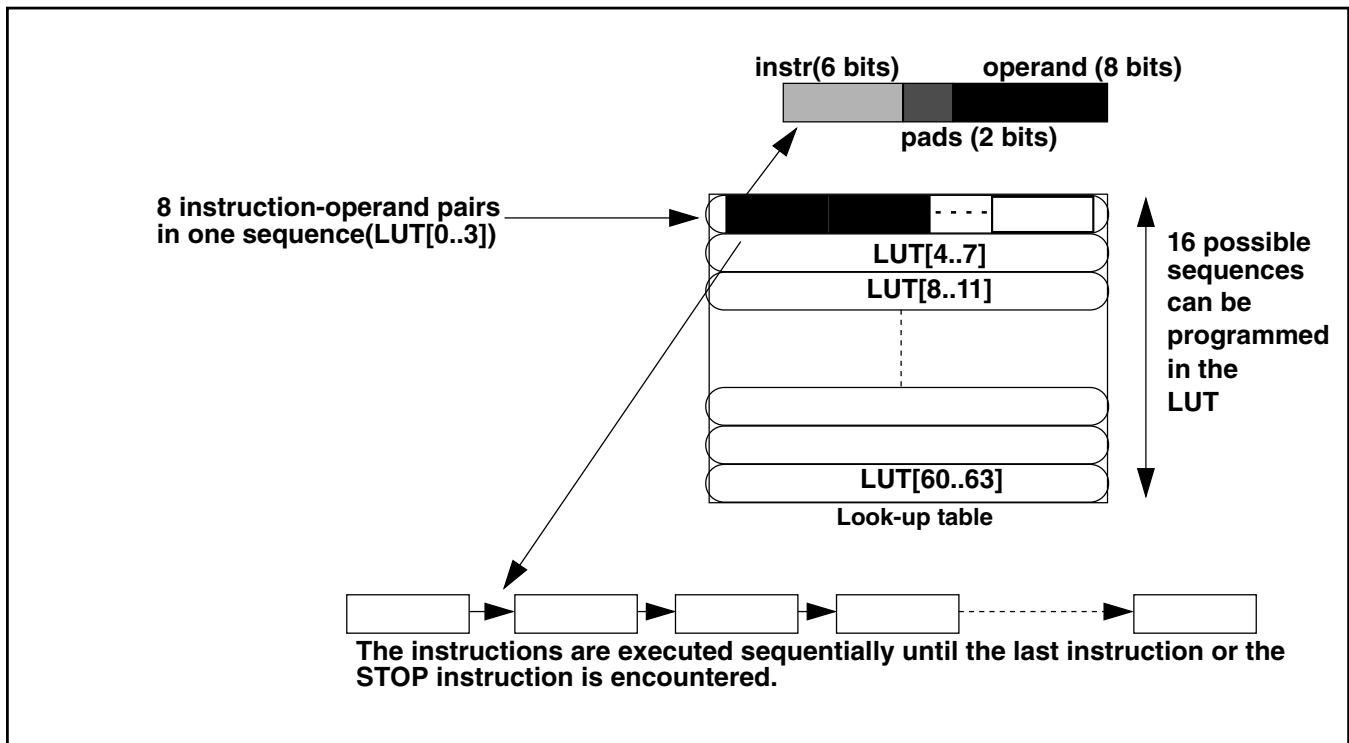 instr(6 bits)
operand (8 bits)
pads (2 bits)
8 instruction-operand pairs
in one sequence(LUT[0..3])
LUT[4..7]
LUT[8..11]
LUT[60..63]
Look-up table
16 possible
sequences
can be
programmed
in the
LUT
The instructions are executed sequentially until the last instruction or the
STOP instruction is encountered.